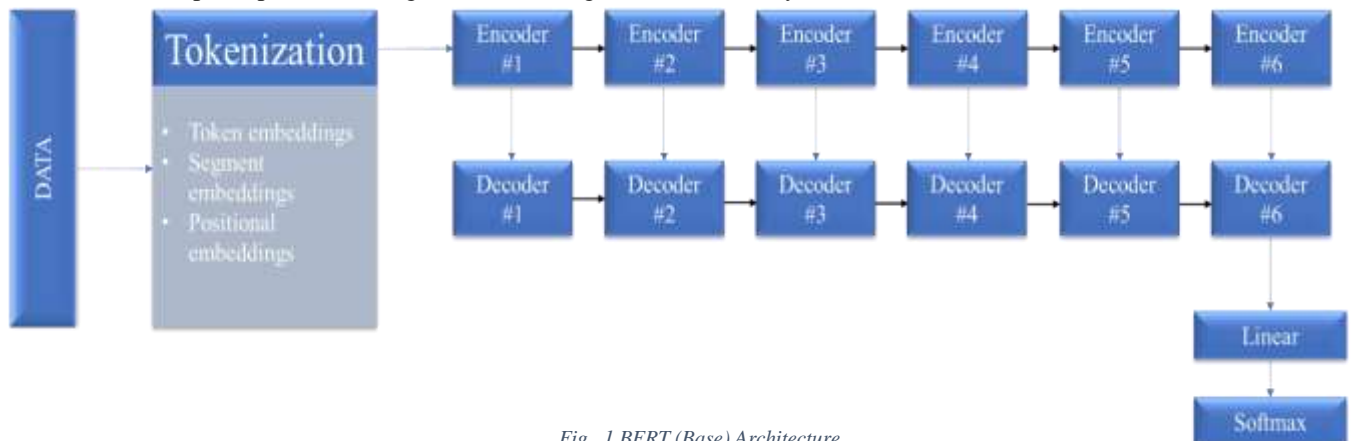 DATA
Tokenization
• Token embeddings
• Segment
embeddings
• Positional
embeddings
Encoder
#1
Encoder
#2
Encoder
#3
Encoder
#4
Encoder
#5
Encoder
#6
Decoder
#1
Decoder
#2
Decoder
#3
Decoder
#4
Decoder
#5
Decoder
#6
Linear
Softmax
Fig. 1 BERT (Base) Architecture